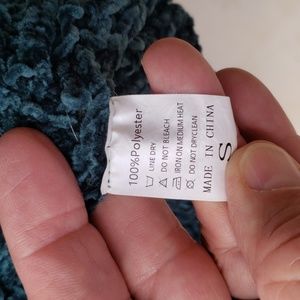 100%Polyester
LINE DRY
DO NOT BLEACH
IRON ON MEDIUM HEAT
DO NOT DRYCLEAN
MADE IN CHINA
S